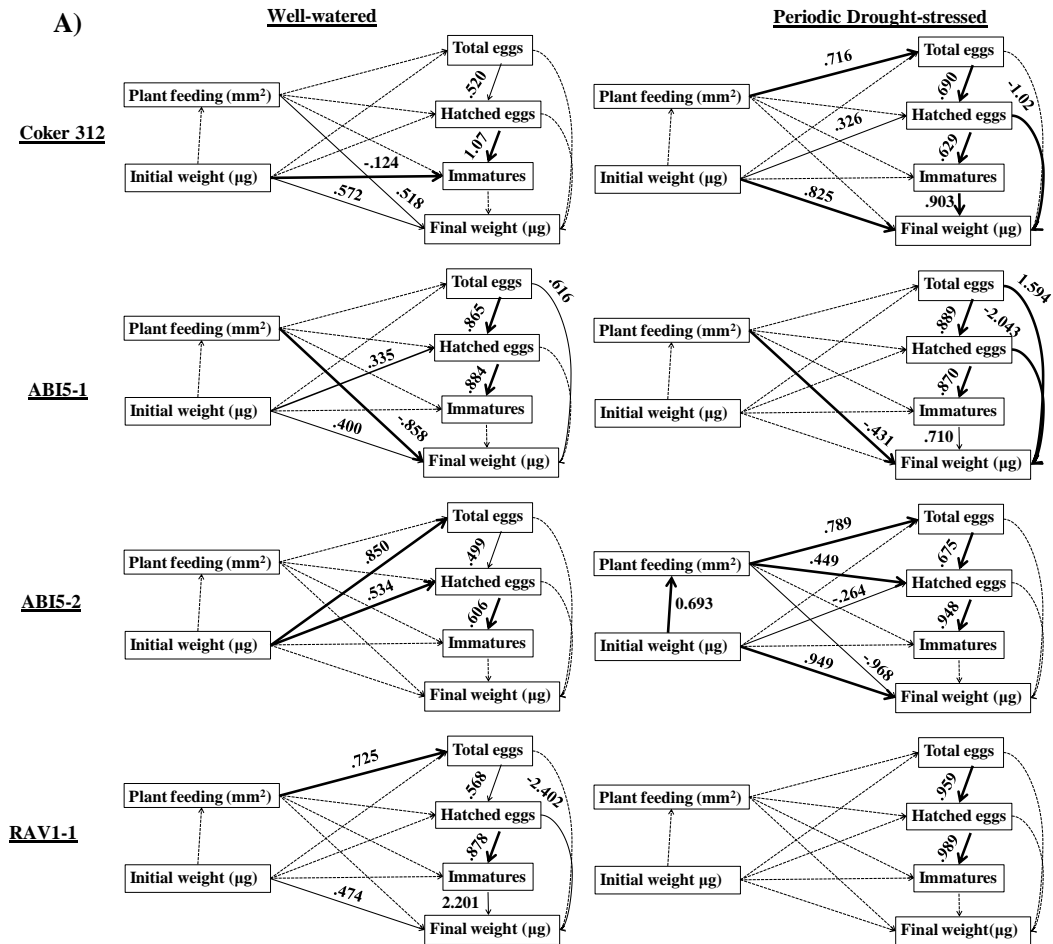 A)
Well-watered
Periodic Drought-stressed
Coker 312
Total eggs
Plant feeding (mm²)
Hatched eggs
Initial weight (µg)
Immatures
Final weight (µg)
.520
1.07
-.124
.572
.518
Total eggs
Plant feeding (mm²)
Hatched eggs
Initial weight (µg)
Immatures
Final weight (µg)
.716
.690
-1.02
.326
.629
.825
.903
ABI5-1
Total eggs
Plant feeding (mm²)
Hatched eggs
Initial weight (µg)
Immatures
Final weight (µg)
.616
.865
.335
.884
.400
-.858
Total eggs
Plant feeding (mm²)
Hatched eggs
Initial weight (µg)
Immatures
Final weight (µg)
1.594
.889
-2.043
.870
-.431
.710
ABI5-2
Total eggs
Plant feeding (mm²)
Hatched eggs
Initial weight (µg)
Immatures
Final weight (µg)
.850
.499
.534
.606
Total eggs
Plant feeding (mm²)
Hatched eggs
Initial weight (µg)
Immatures
Final weight (µg)
.789
.675
.449
0.693
-.264
.948
.949
-.968
RAV1-1
Total eggs
Plant feeding (mm²)
Hatched eggs
Initial weight (µg)
Immatures
Final weight (µg)
.725
.568
-2.402
.878
.474
2.201
Total eggs
Plant feeding (mm²)
Hatched eggs
Initial weight µg)
Immatures
Final weight(µg)
.959
.989